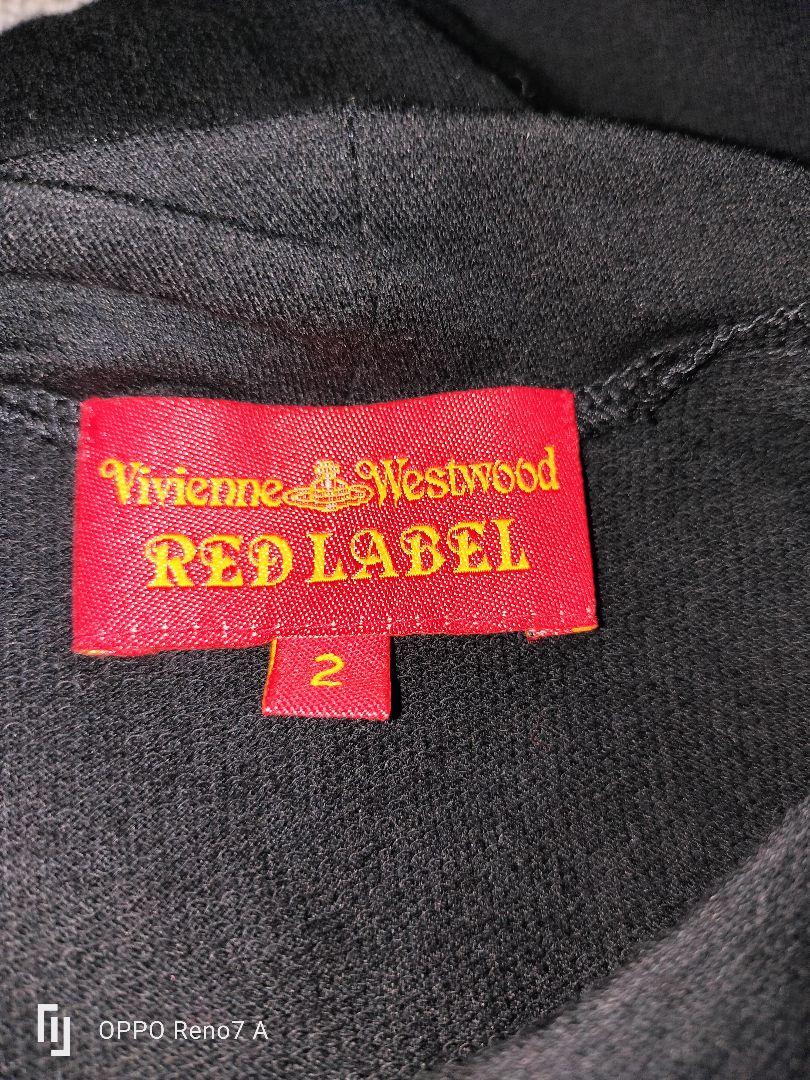 Vivienne Westwood
RED LABEL
2
OPPO Reno7 A